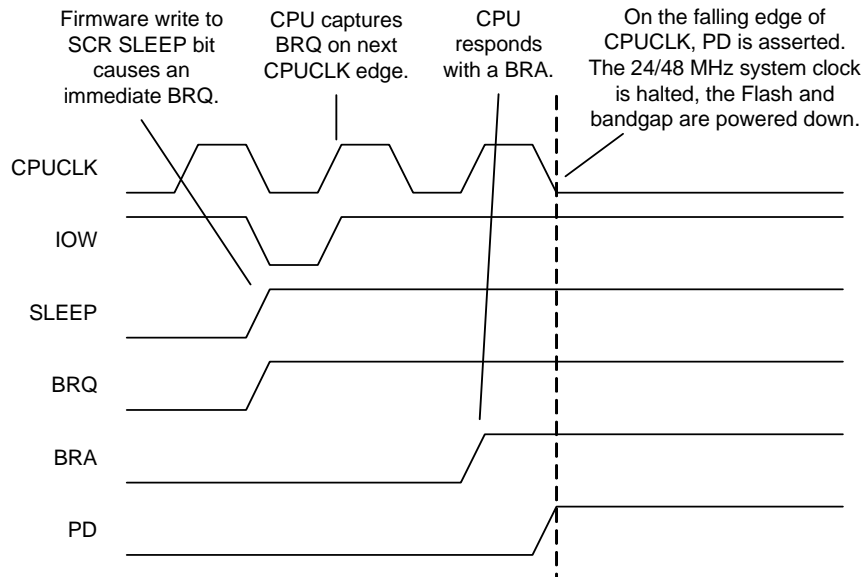 Firmware write to
SCR SLEEP bit
causes an
immediate BRQ.
CPU captures
BRQ on next
CPUCLK edge.
CPU
responds
with a BRA.
On the falling edge of
CPUCLK, PD is asserted.
The 24/48 MHz system clock
is halted, the Flash and
bandgap are powered down.
CPUCLK
IOW
SLEEP
BRQ
BRA
PD